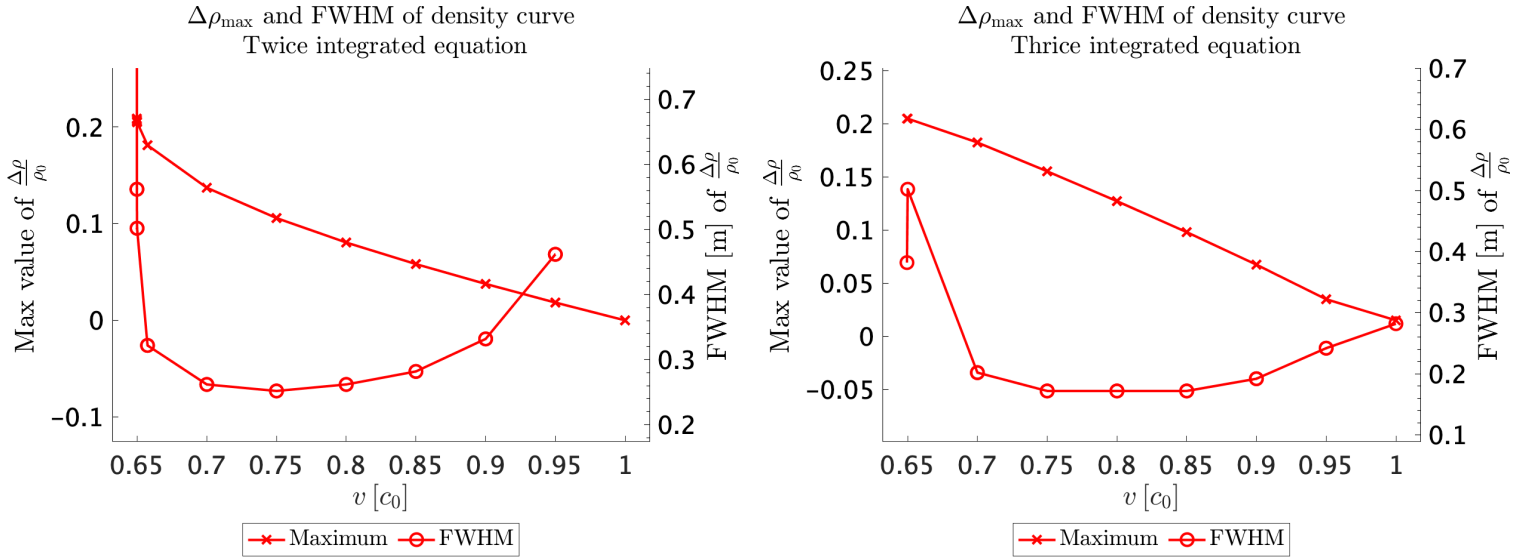 Δρmax and FWHM of density curve
Twice integrated equation
Max value of Δρ/ρ0
0.2
0.1
0
−0.1
0.7
0.6
0.5
0.4
0.3
0.2
FWHM [m] of Δρ/ρ0
0.65 0.7 0.75 0.8 0.85 0.9 0.95 1
v [c0]
Maximum FWHM
Δρmax and FWHM of density curve
Thrice integrated equation
Max value of Δρ/ρ0
0.25
0.2
0.15
0.1
0.05
0
−0.05
0.7
0.6
0.5
0.4
0.3
0.2
0.1
FWHM [m] of Δρ/ρ0
0.65 0.7 0.75 0.8 0.85 0.9 0.95 1
v [c0]
Maximum FWHM